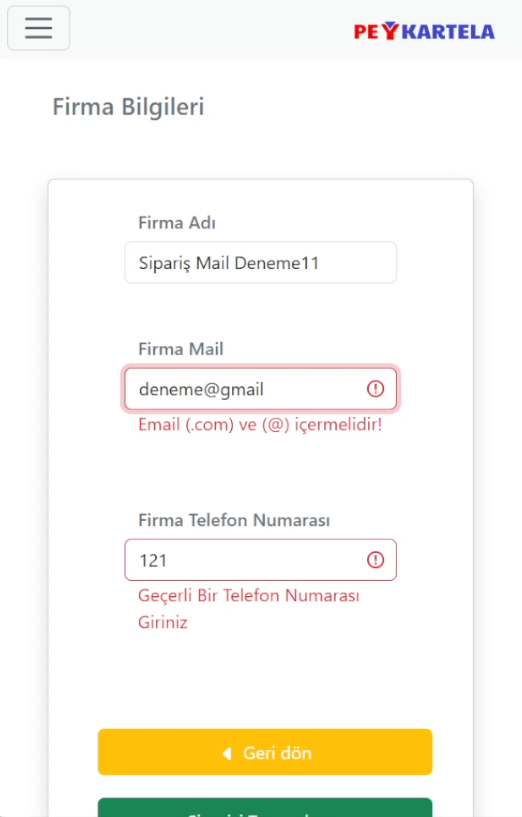 PEYKARTELA
Firma Bilgileri
Firma Adı
Sipariş Mail Deneme11
Firma Mail
deneme@gmail
Email (.com) ve (@) içermelidir!
Firma Telefon Numarası
121
Geçerli Bir Telefon Numarası
Giriniz
Geri dön